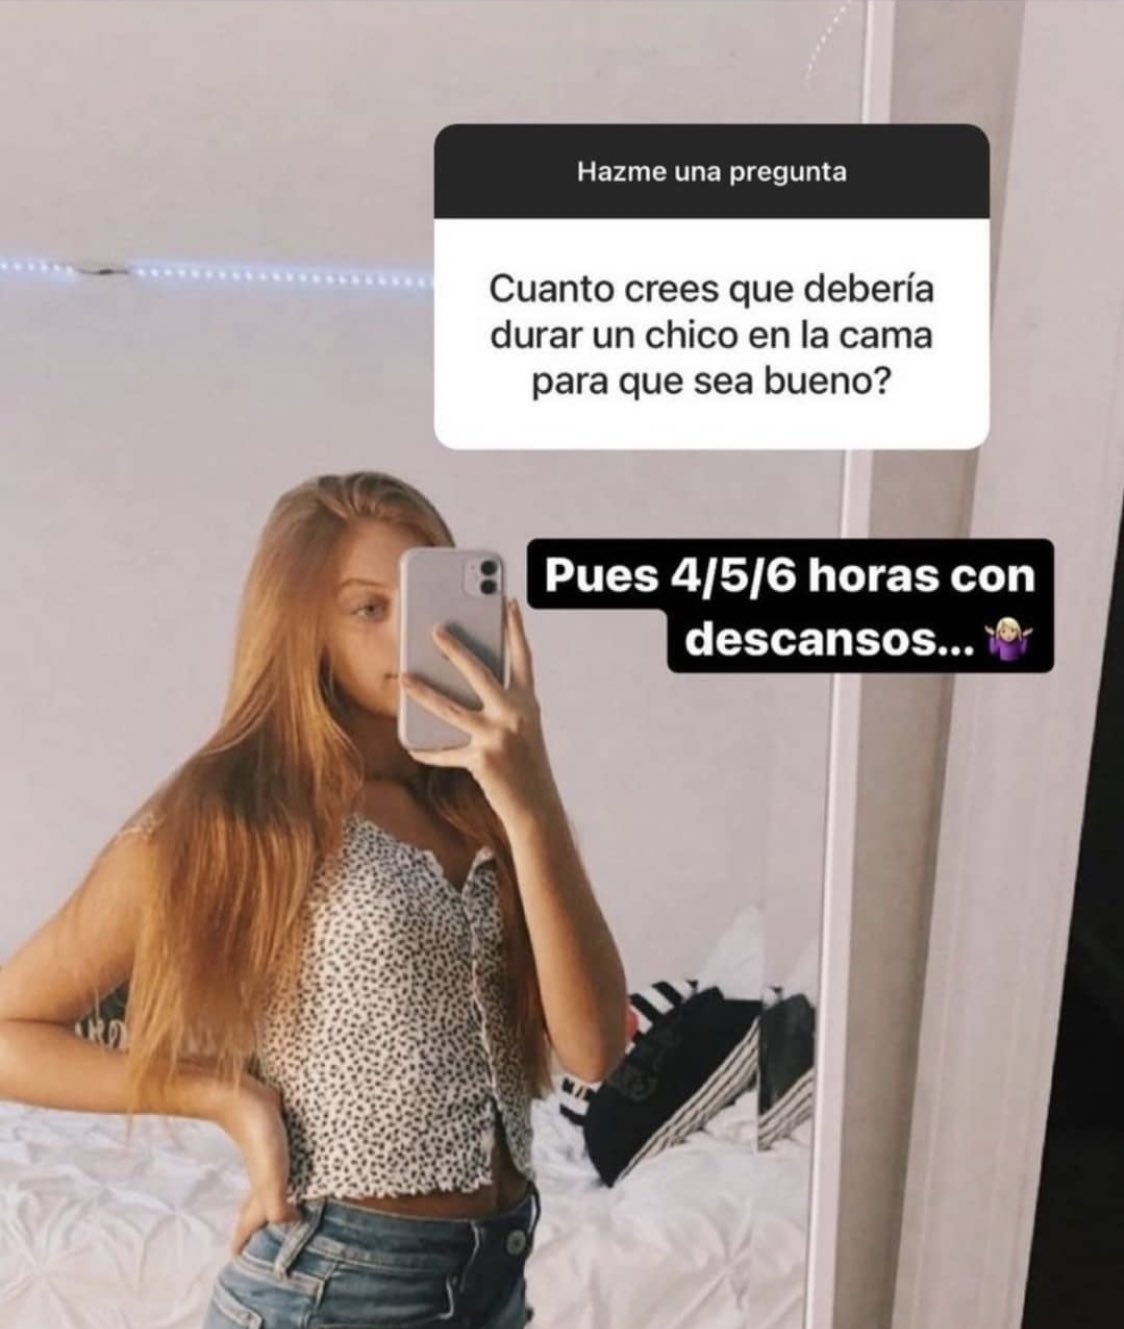 Hazme una pregunta
Cuanto crees que debería
durar un chico en la cama
para que sea bueno?
Pues 4/5/6 horas con
descansos... 🤷🏼‍♀️